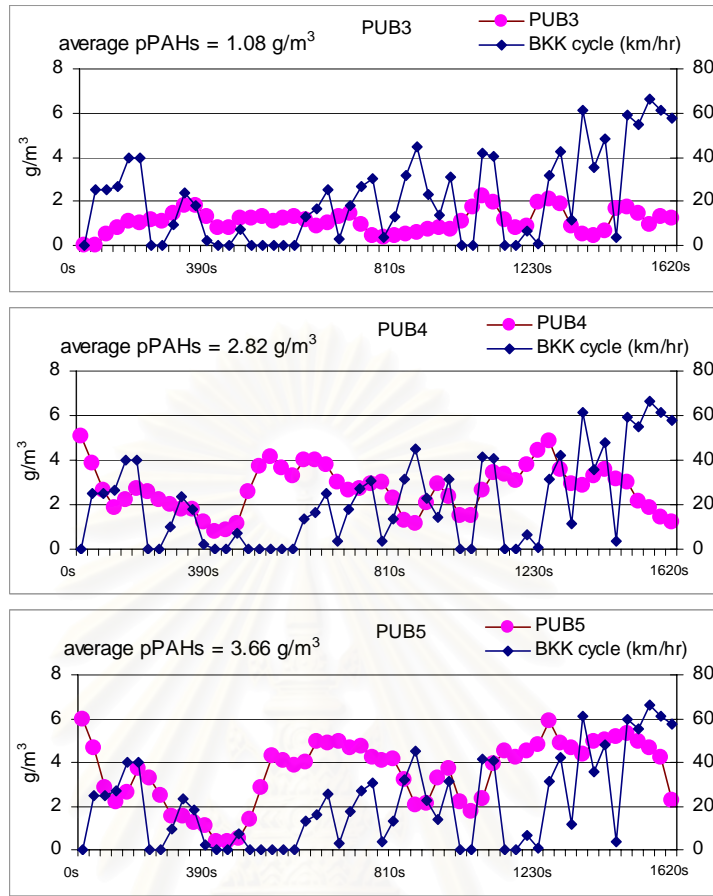 PUB3
average pPAHs = 1.08 g/m³
PUB3
BKK cycle (km/hr)
8
6
4
2
0
g/m³
80
60
40
20
0
0s 390s 810s 1230s 1620s
PUB4
average pPAHs = 2.82 g/m³
PUB4
BKK cycle (km/hr)
8
6
4
2
0
g/m³
80
60
40
20
0
0s 390s 810s 1230s 1620s
PUB5
average pPAHs = 3.66 g/m³
PUB5
BKK cycle (km/hr)
8
6
4
2
0
g/m³
80
60
40
20
0
0s 390s 810s 1230s 1620s